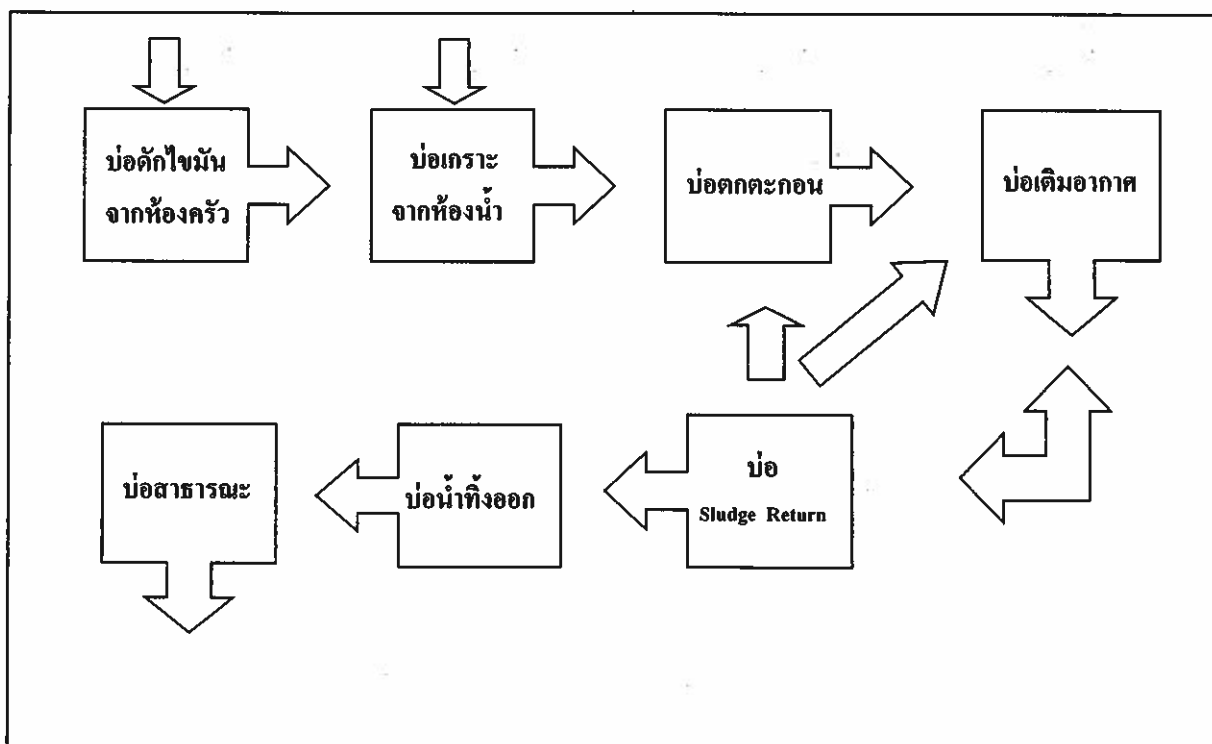 บ่อดักไขมัน
จากห้องครัว
บ่อเกราะ
จากห้องน้ำ
บ่อตกตะกอน
บ่อเติมอากาศ
บ่อสาธารณะ
บ่อน้ำทิ้งออก
บ่อ
Sludge Return